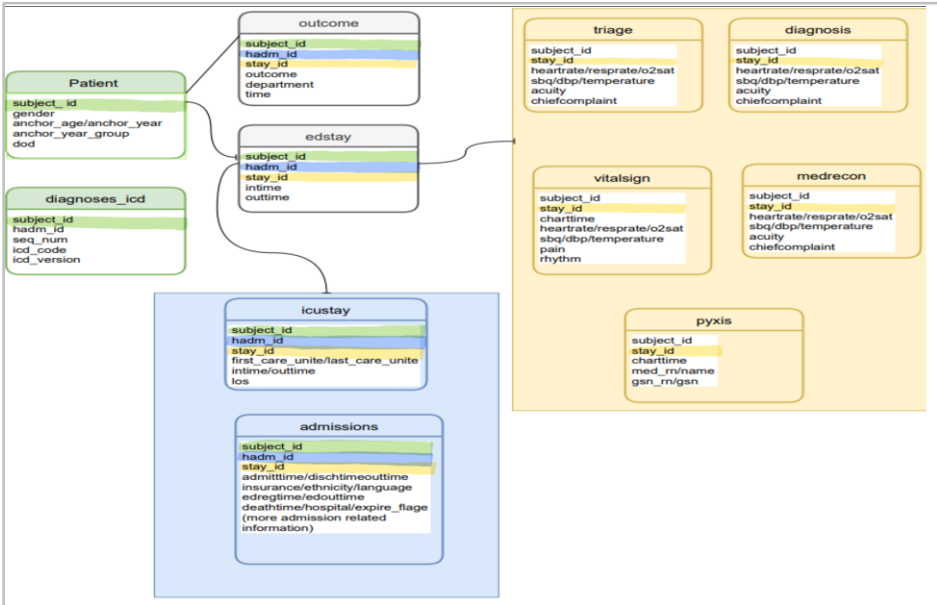 outcome
subject_id
hadm_id
stay_id
outcome
department
time
Patient
subject_ id
gender
anchor_age/anchor_year
anchor_year_group
dod
edstay
subject_id
hadm_id
stay_id
intime
outtime
diagnoses_icd
subject_id
hadm_id
seq_num
icd_code
icd_version
icustay
subject_id
hadm_id
stay_id
first_care_unite/last_care_unite
intime/outtime
los
admissions
subject_id
hadm_id
stay_id
admitttime/dischtimeouttime
insurance/ethnicity/language
edregtime/edouttime
deathtime/hospital/expire_flage
(more admission related
information)
triage
subject_id
stay_id
heartrate/resprate/o2sat
sbq/dbp/temperature
acuity
chiefcomplaint
diagnosis
subject_id
stay_id
heartrate/resprate/o2sat
sbq/dbp/temperature
acuity
chiefcomplaint
vitalsign
subject_id
stay_id
charttime
heartrate/resprate/o2sat
sbq/dbp/temperature
pain
rhythm
medrecon
subject_id
stay_id
heartrate/resprate/o2sat
sbq/dbp/temperature
acuity
chiefcomplaint
pyxis
subject_id
stay_id
charttime
med_rn/name
gsn_rn/gsn